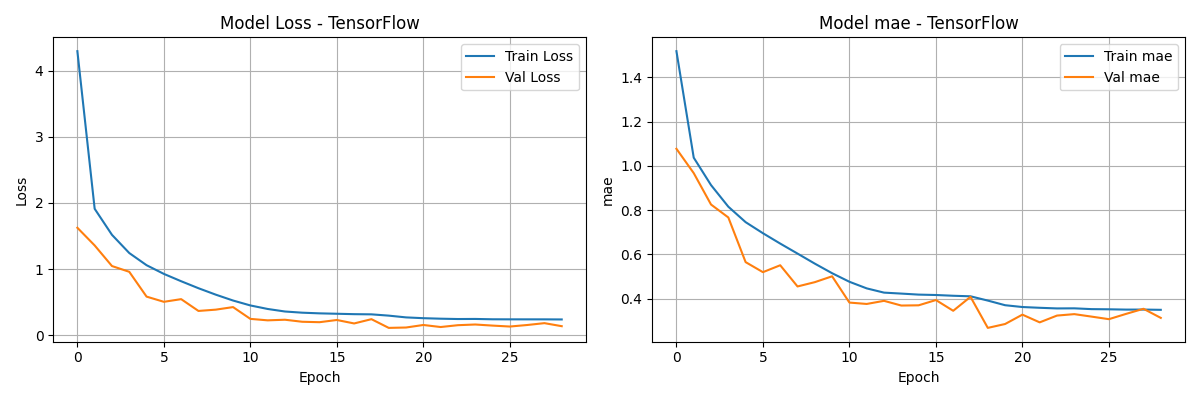 Model Loss - TensorFlow
Train Loss
Val Loss
Loss
4
3
2
1
0
0 5 10 15 20 25
Epoch
Model mae - TensorFlow
Train mae
Val mae
mae
1.4
1.2
1.0
0.8
0.6
0.4
0 5 10 15 20 25
Epoch